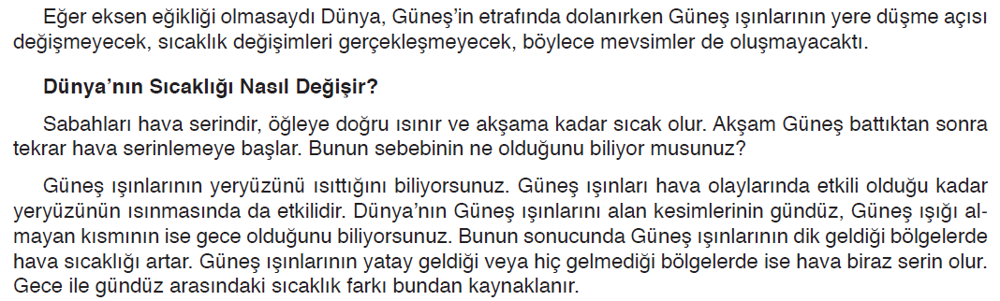 Eğer eksen eğikliği olmasaydı Dünya, Güneş’in etrafında dolanırken Güneş ışınlarının yere düşme açısı
değişmeyecek, sıcaklık değişimleri gerçekleşmeyecek, böylece mevsimler de oluşmayacaktı.
Dünya’nın Sıcaklığı Nasıl Değişir?
Sabahları hava serindir, öğleye doğru ısınır ve akşama kadar sıcak olur. Akşam Güneş battıktan sonra
tekrar hava serinlemeye başlar. Bunun sebebinin ne olduğunu biliyor musunuz?
Güneş ışınlarının yeryüzünü ısıttığını biliyorsunuz. Güneş ışınları hava olaylarında etkili olduğu kadar
yeryüzünün ısınmasında da etkilidir. Dünya’nın Güneş ışınlarını alan kesimlerinin gündüz, Güneş ışığı al-
mayan kısmının ise gece olduğunu biliyorsunuz. Bunun sonucunda Güneş ışınlarının dik geldiği bölgelerde
hava sıcaklığı artar. Güneş ışınlarının yatay geldiği veya hiç gelmediği bölgelerde ise hava biraz serin olur.
Gece ile gündüz arasındaki sıcaklık farkı bundan kaynaklanır.